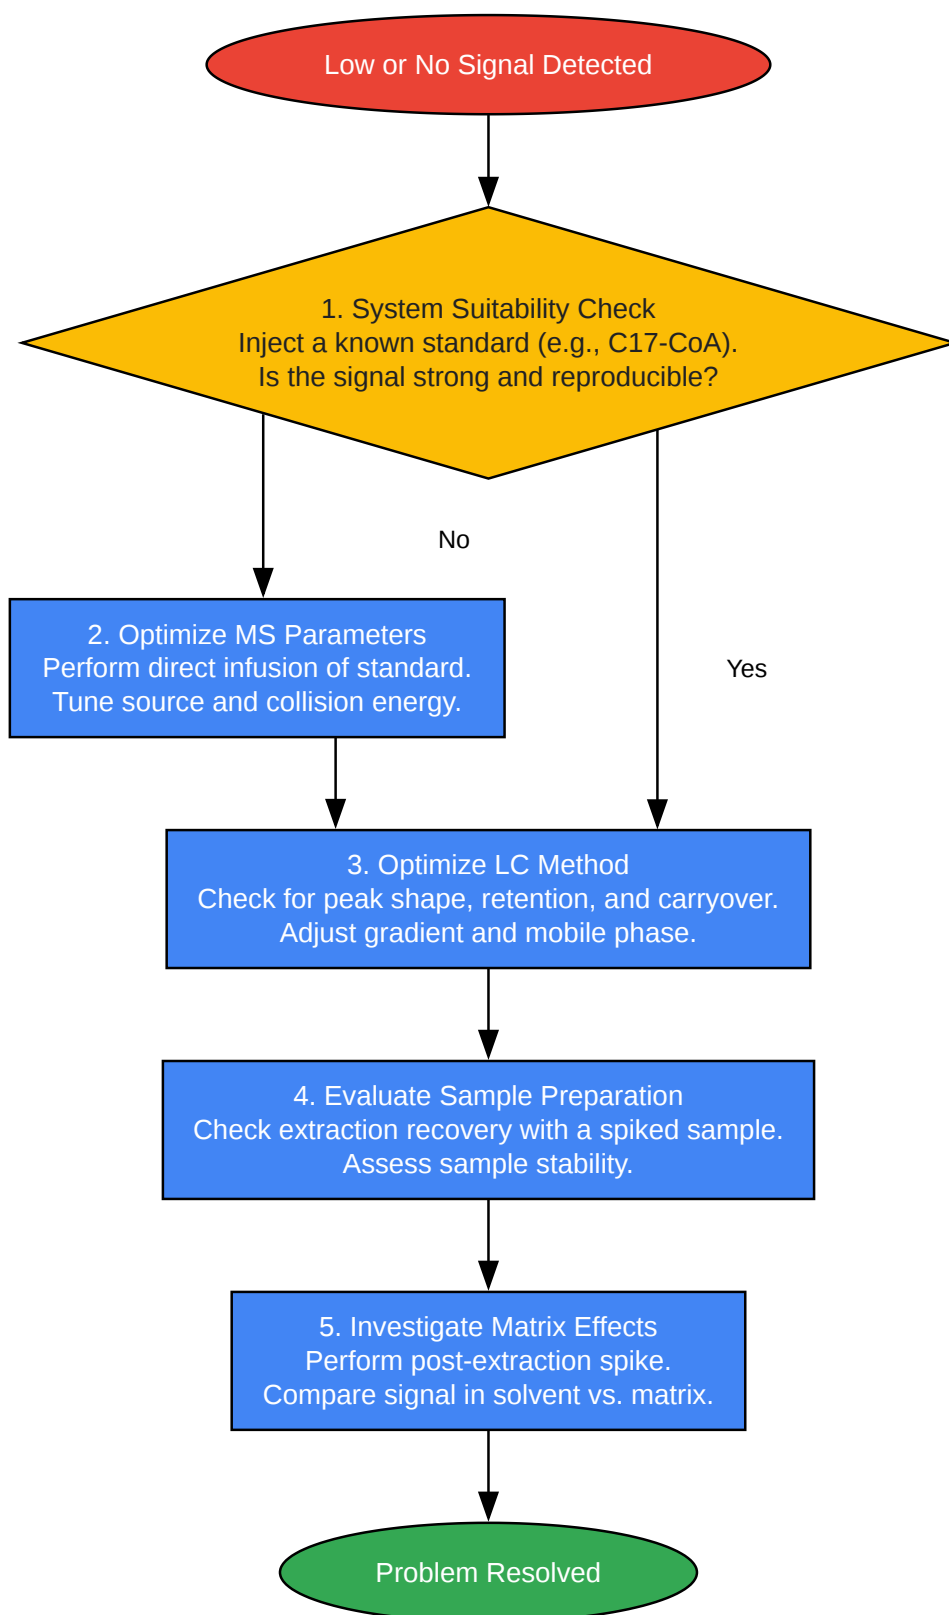 Low or No Signal Detected
1. System Suitability Check
Inject a known standard (e.g., C17-CoA).
Is the signal strong and reproducible?
No
2. Optimize MS Parameters
Perform direct infusion of standard.
Tune source and collision energy.
Yes
3. Optimize LC Method
Check for peak shape, retention, and carryover.
Adjust gradient and mobile phase.
4. Evaluate Sample Preparation
Check extraction recovery with a spiked sample.
Assess sample stability.
5. Investigate Matrix Effects
Perform post-extraction spike.
Compare signal in solvent vs. matrix.
Problem Resolved